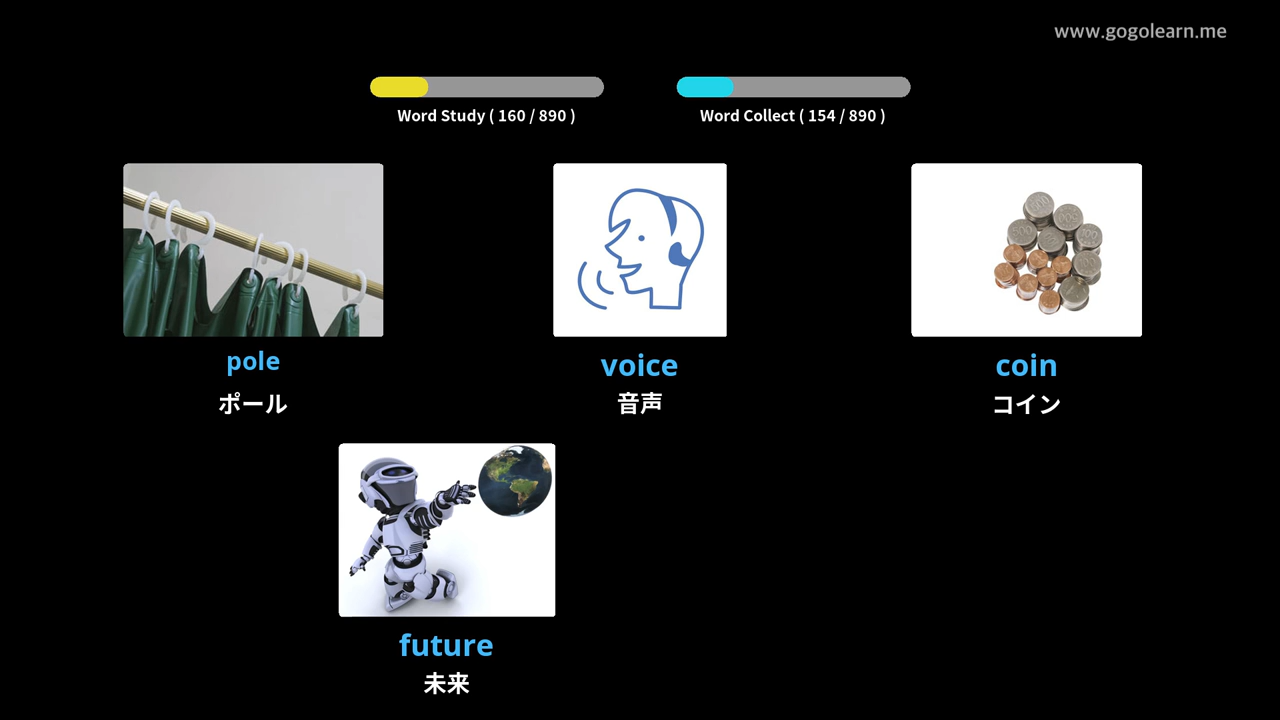 www.gogolearn.me
Word Study ( 160 / 890 )
Word Collect ( 154 / 890 )
pole
ポール
voice
音声
coin
コイン
future
未来